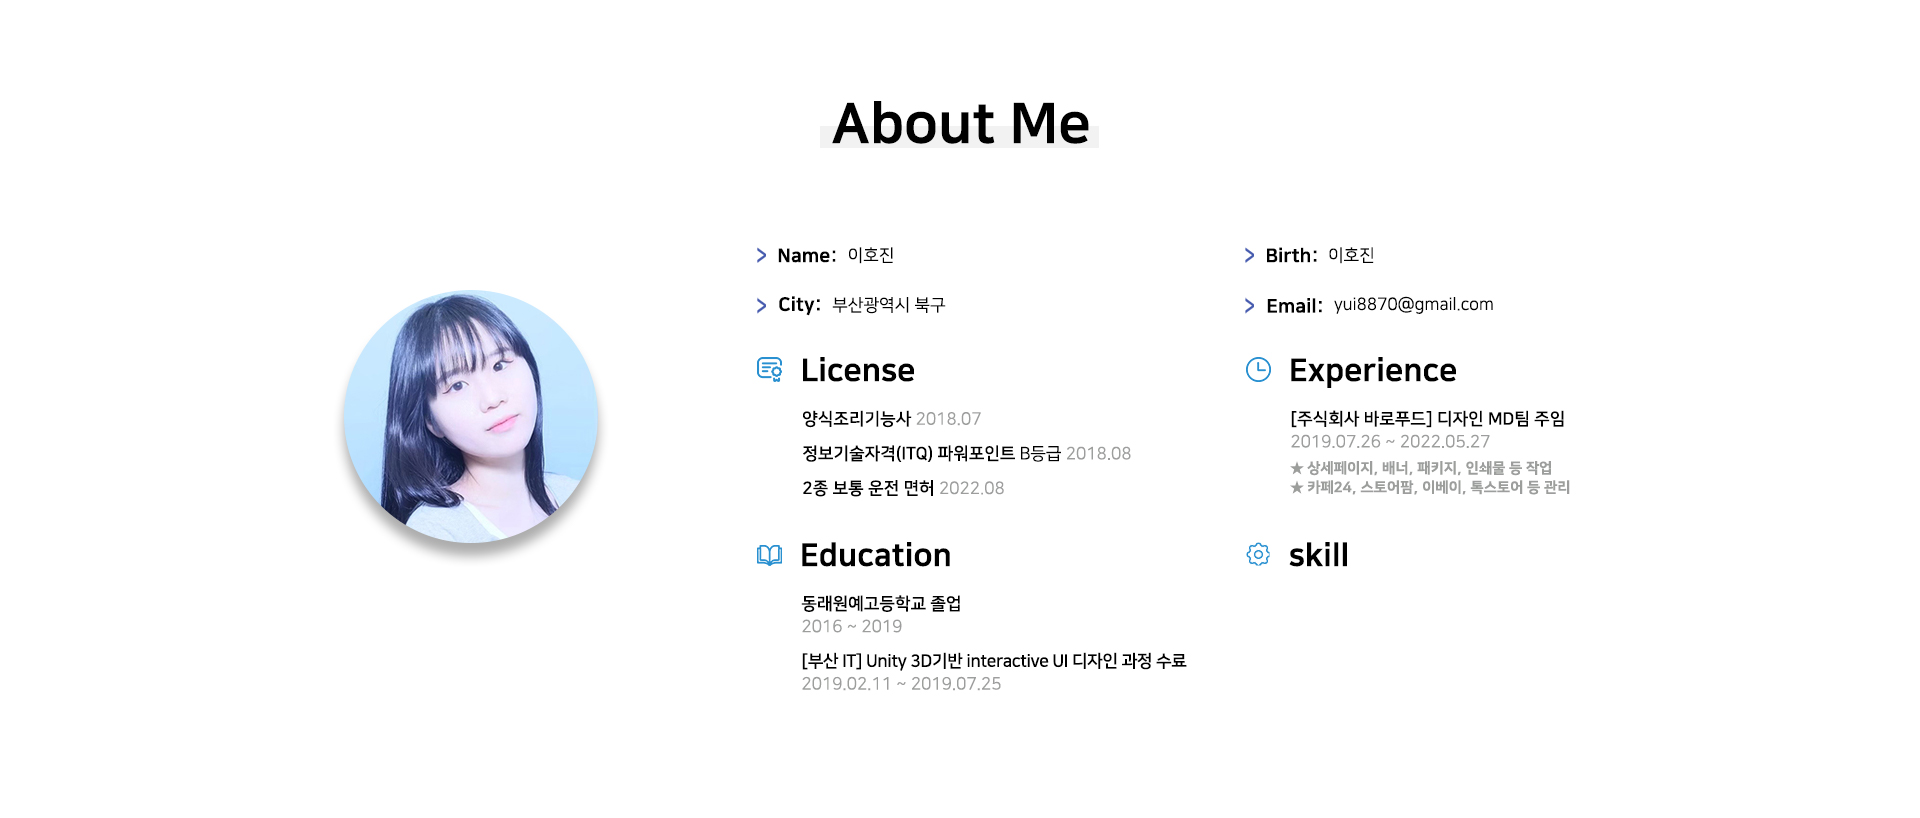 About Me
Name: 이호진
Birth: 이호진
City: 부산광역시 북구
Email: yui8870@gmail.com
License
양식조리기능사 2018.07
정보기술자격(ITQ) 파워포인트 B등급 2018.08
2종 보통 운전 면허 2022.08
Experience
[주식회사 바로푸드] 디자인 MD팀 주임
2019.07.26 ~ 2022.05.27
★ 상세페이지, 배너, 패키지, 인쇄물 등 작업
★ 카페24, 스토어팜, 이베이, 톡스토어 등 관리
Education
동래원예고등학교 졸업
2016 ~ 2019
[부산 IT] Unity 3D기반 interactive UI 디자인 과정 수료
2019.02.11 ~ 2019.07.25
skill